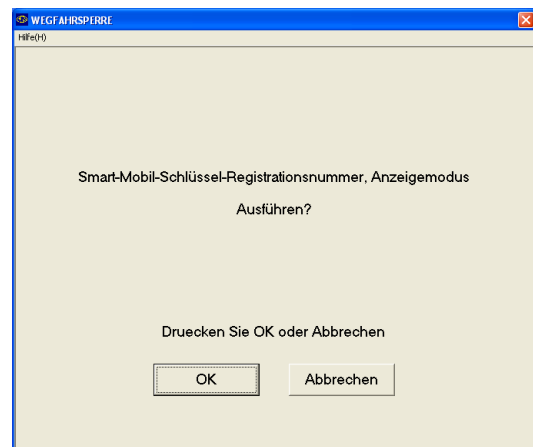 WEGFAHRSPERRE
Hilfe(H)
Smart-Mobil-Schlüssel-Registrationsnummer, Anzeigemodus
Ausführen?
Druecken Sie OK oder Abbrechen
OK Abbrechen